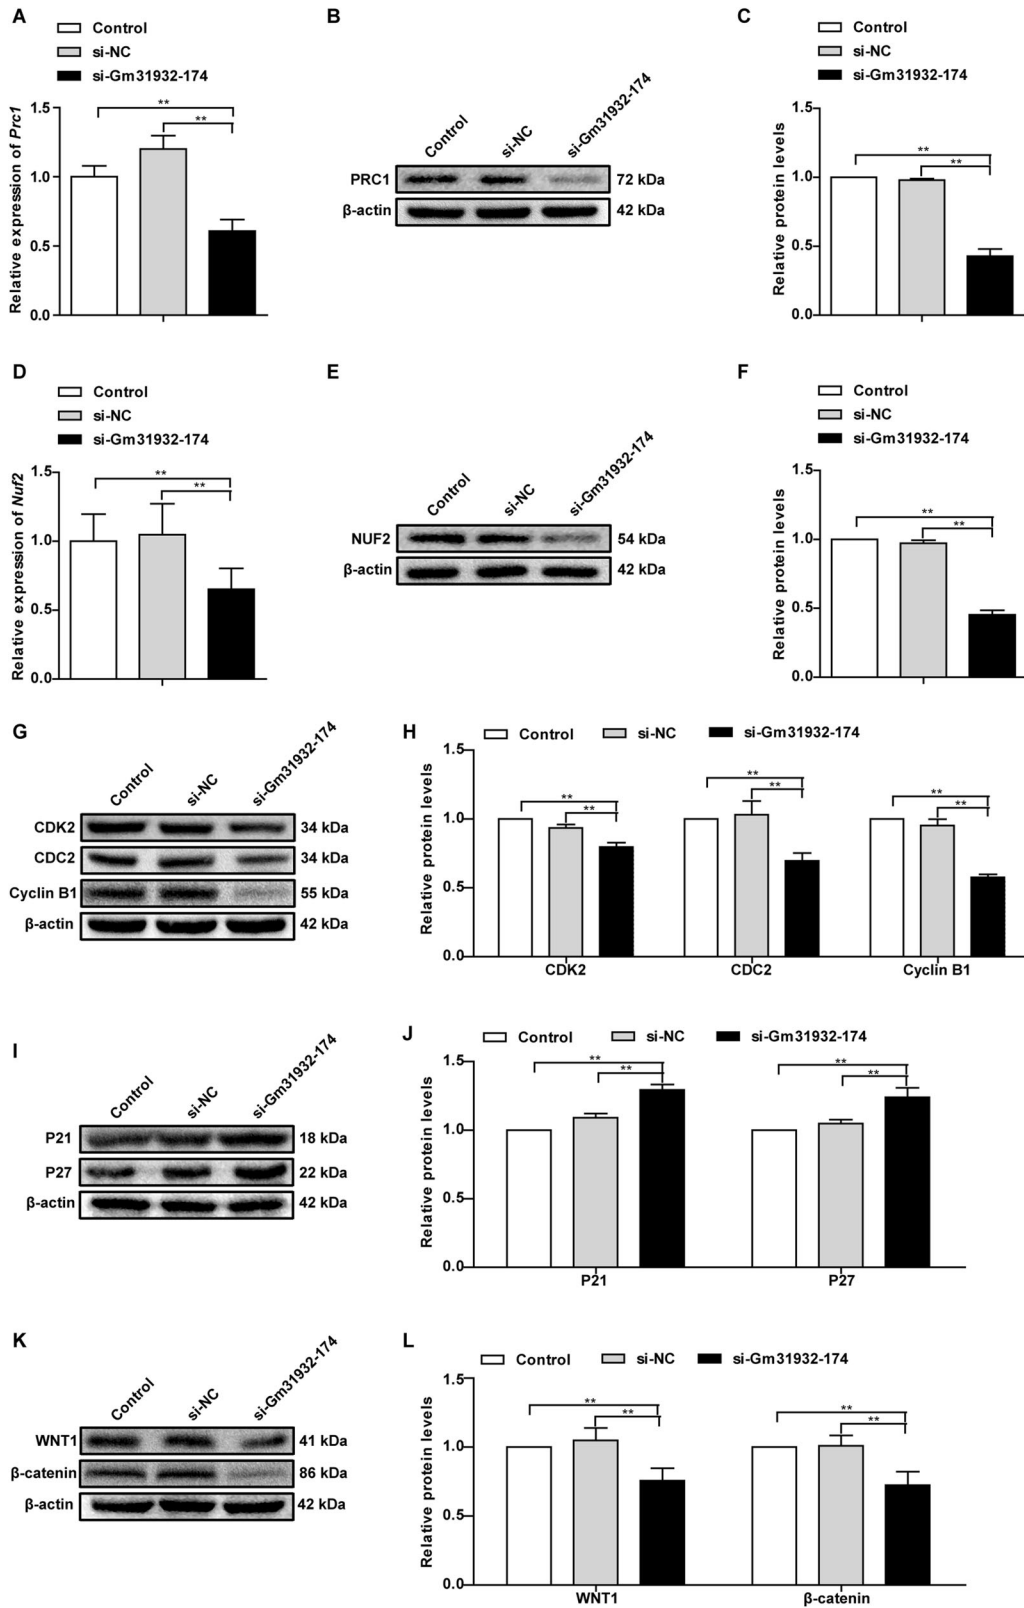 A
Control
si-NC
si-Gm31932-174
**
**
1.5
1.0
0.5
0.0
Relative expression of Prc1
B
Control
si-NC
si-Gm31932-174
PRC1
72 kDa
β-actin
42 kDa
C
Control
si-NC
si-Gm31932-174
**
**
1.5
1.0
0.5
0.0
Relative protein levels
D
Control
si-NC
si-Gm31932-174
**
**
1.5
1.0
0.5
0.0
Relative expression of Nuf2
E
Control
si-NC
si-Gm31932-174
NUF2
54 kDa
β-actin
42 kDa
F
Control
si-NC
si-Gm31932-174
**
**
1.5
1.0
0.5
0.0
Relative protein levels
G
Control
si-NC
si-Gm31932-174
CDK2
34 kDa
CDC2
34 kDa
Cyclin B1
55 kDa
β-actin
42 kDa
H
Control
si-NC
si-Gm31932-174
**
**
**
**
**
**
1.5
1.0
0.5
0.0
Relative protein levels
CDK2
CDC2
Cyclin B1
I
Control
si-NC
si-Gm31932-174
P21
18 kDa
P27
22 kDa
β-actin
42 kDa
J
Control
si-NC
si-Gm31932-174
**
**
**
**
1.5
1.0
0.5
0.0
Relative protein levels
P21
P27
K
Control
si-NC
si-Gm31932-174
WNT1
41 kDa
β-catenin
86 kDa
β-actin
42 kDa
L
Control
si-NC
si-Gm31932-174
**
**
**
**
1.5
1.0
0.5
0.0
Relative protein levels
WNT1
β-catenin